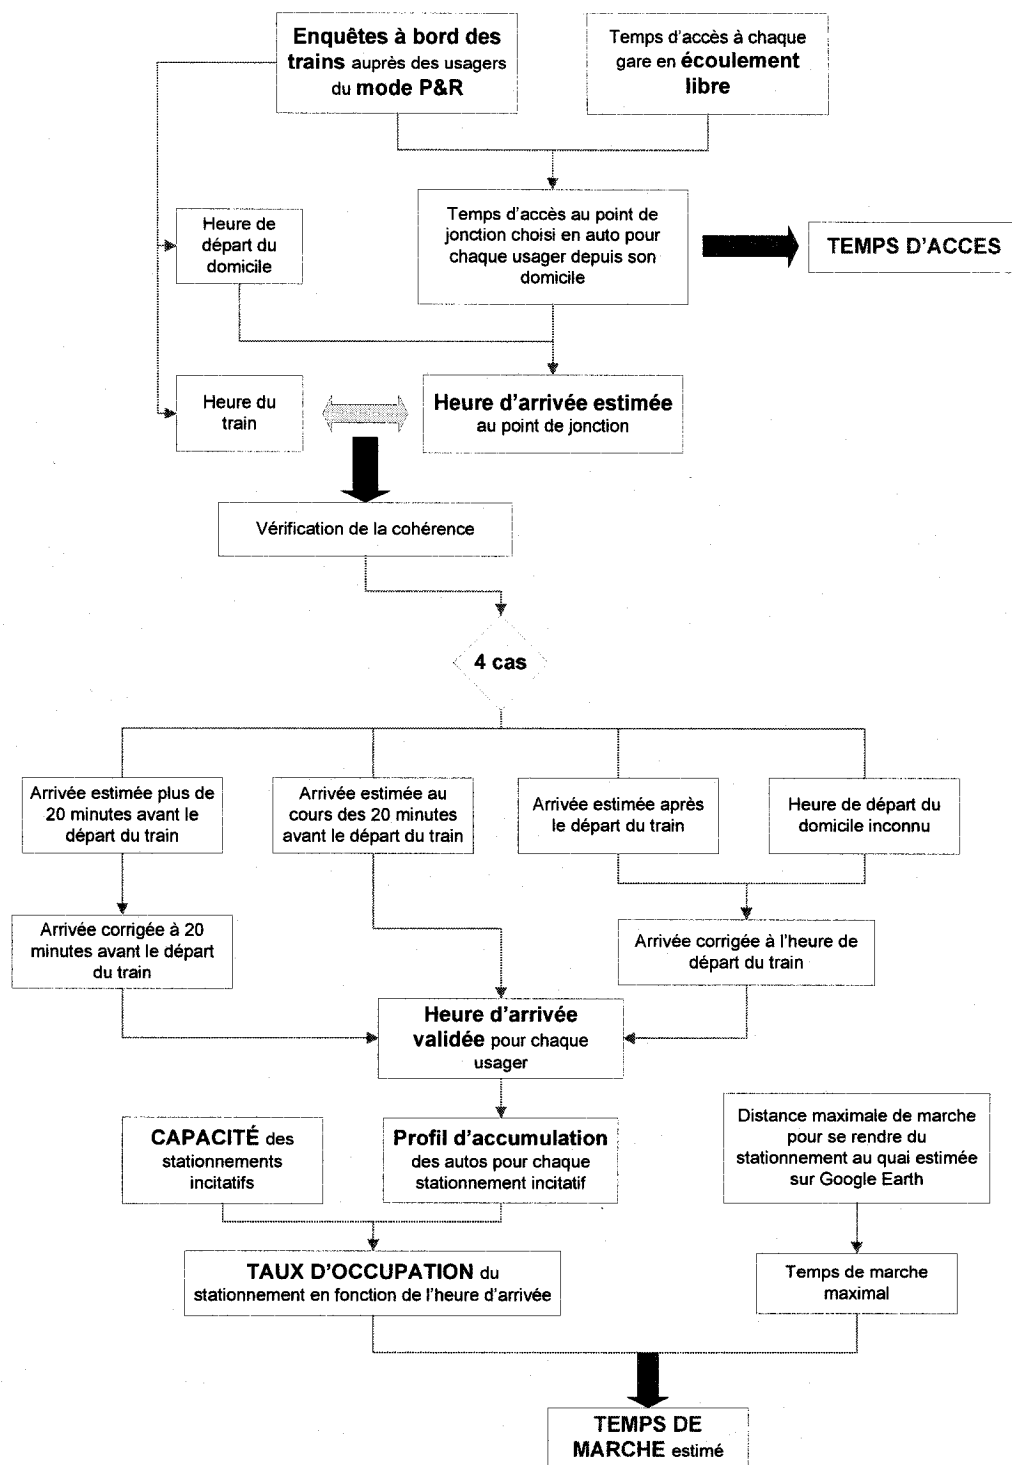 Enquêtes à bord des
trains auprès des usagers
du mode P&R
Temps d'accès à chaque
gare en écoulement
libre
Heure de
départ du
domicile
Temps d'accès au point de
jonction choisi en auto pour
chaque usager depuis son
domicile
TEMPS D'ACCES
Heure du
train
Heure d'arrivée estimée
au point de jonction
Vérification de la cohérence
4 cas
Arrivée estimée plus de
20 minutes avant le
départ du train
Arrivée estimée au
cours des 20 minutes
avant le départ du train
Arrivée estimée après
le départ du train
Heure de départ du
domicile inconnu
Arrivée corrigée à 20
minutes avant le départ
du train
Arrivée corrigée à l'heure de
départ du train
Heure d'arrivée
validée pour chaque
usager
CAPACITÉ des
stationnements
incitatifs
Profil d'accumulation
des autos pour chaque
stationnement incitatif
Distance maximale de marche
pour se rendre du
stationnement au quai estimée
sur Google Earth
TAUX D'OCCUPATION du
stationnement en fonction de l'heure d'arrivée
Temps de marche
maximal
TEMPS DE
MARCHE estimé